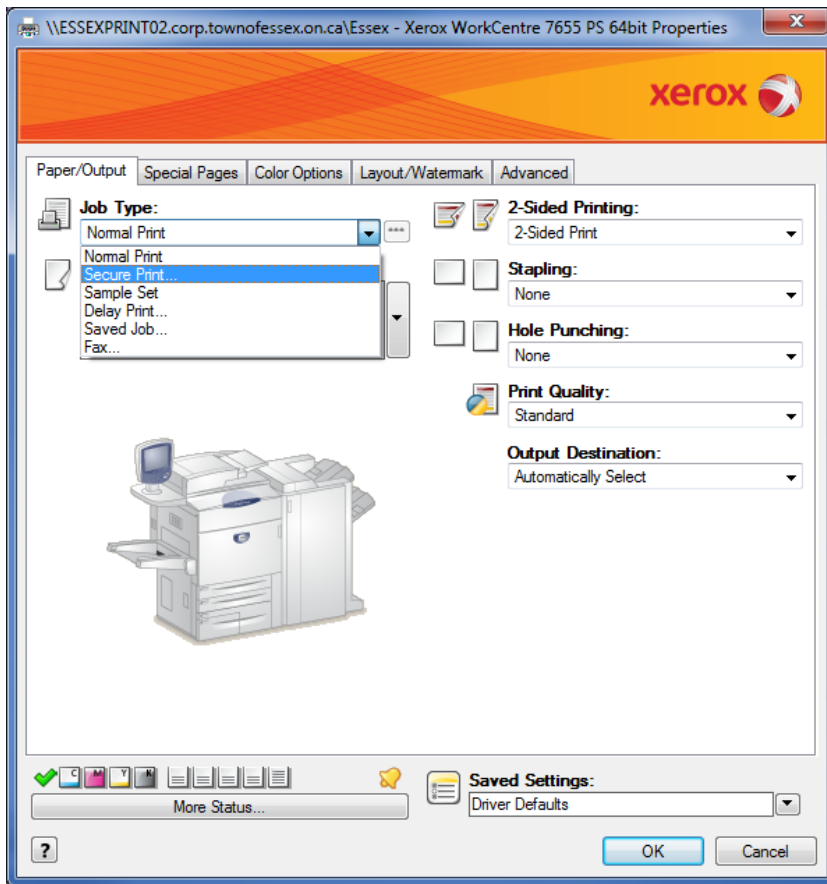 \\ESSEXPRINT02.corp.townofessex.on.ca\Essex - Xerox WorkCentre 7655 PS 64bit Properties
xerox
Paper/Output Special Pages Color Options Layout/Watermark Advanced
Job Type:
Normal Print
Normal Print
Secure Print...
Sample Set
Delay Print...
Saved Job...
Fax...
2-Sided Printing:
2-Sided Print
Stapling:
None
Hole Punching:
None
Print Quality:
Standard
Output Destination:
Automatically Select
C M Y K
More Status...
Saved Settings:
Driver Defaults
?
OK Cancel